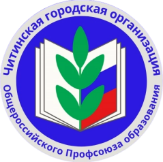 Читинская городская организация
Общероссийского Профсоюза образования